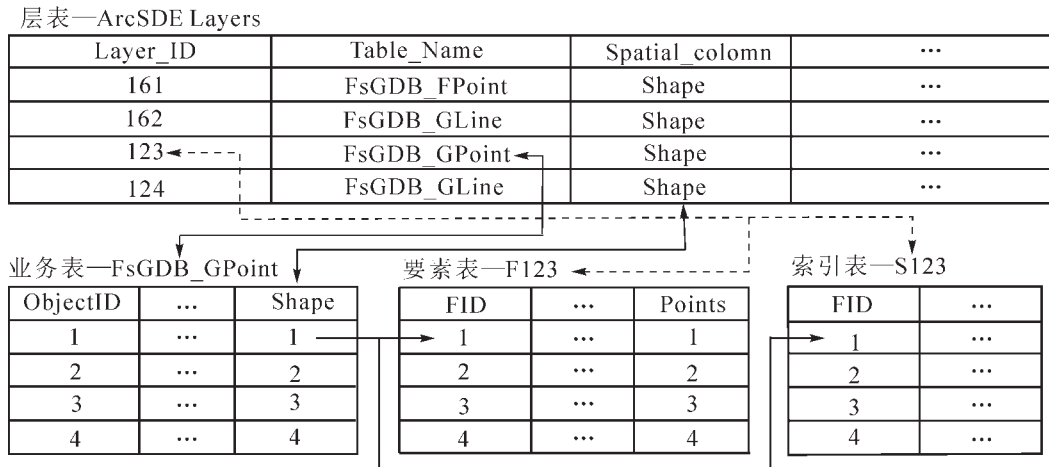 层表—ArcSDE Layers
Layer_ID Table_Name Spatial_colomn ...
161 FsGDB_FPoint Shape ...
162 FsGDB_GLine Shape ...
123 FsGDB_GPoint Shape ...
124 FsGDB_GLine Shape ...
业务表—FsGDB_GPoint 要素表—F123 索引表—S123
ObjectID ... Shape FID ... Points FID ...
1 ... 1 1 ... 1 1 ...
2 ... 2 2 ... 2 2 ...
3 ... 3 3 ... 3 3 ...
4 ... 4 4 ... 4 4 ...